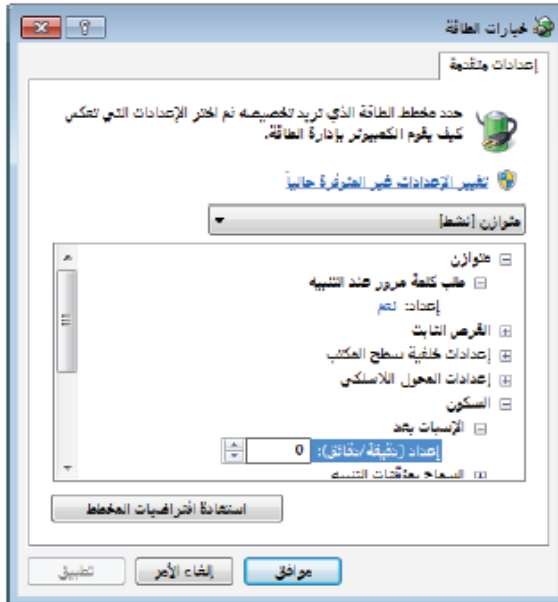 خيارات الطاقة
إعدادات متقدمة
حدد مخطط الطاقة الذي تريد تخصيصه ثم اختر الإعدادات التي تعكس
كيف يقوم الكمبيوتر بإدارة الطاقة.
تغيير الإعدادات غير المتوفرة حالياً
متوازن [نشط]
متوازن
طلب كلمة مرور عند التنبيه
إعداد: نعم
القرص الثابت
إعدادات خلفية سطح المكتب
إعدادات المحول اللاسلكي
السكون
الإسبات بعد
إعداد (دقيقة/دقائق): 0
السماح بمؤقتات التنبيه
استعادة افتراضيات المخطط
موافق
إلغاء الأمر
تطبيق